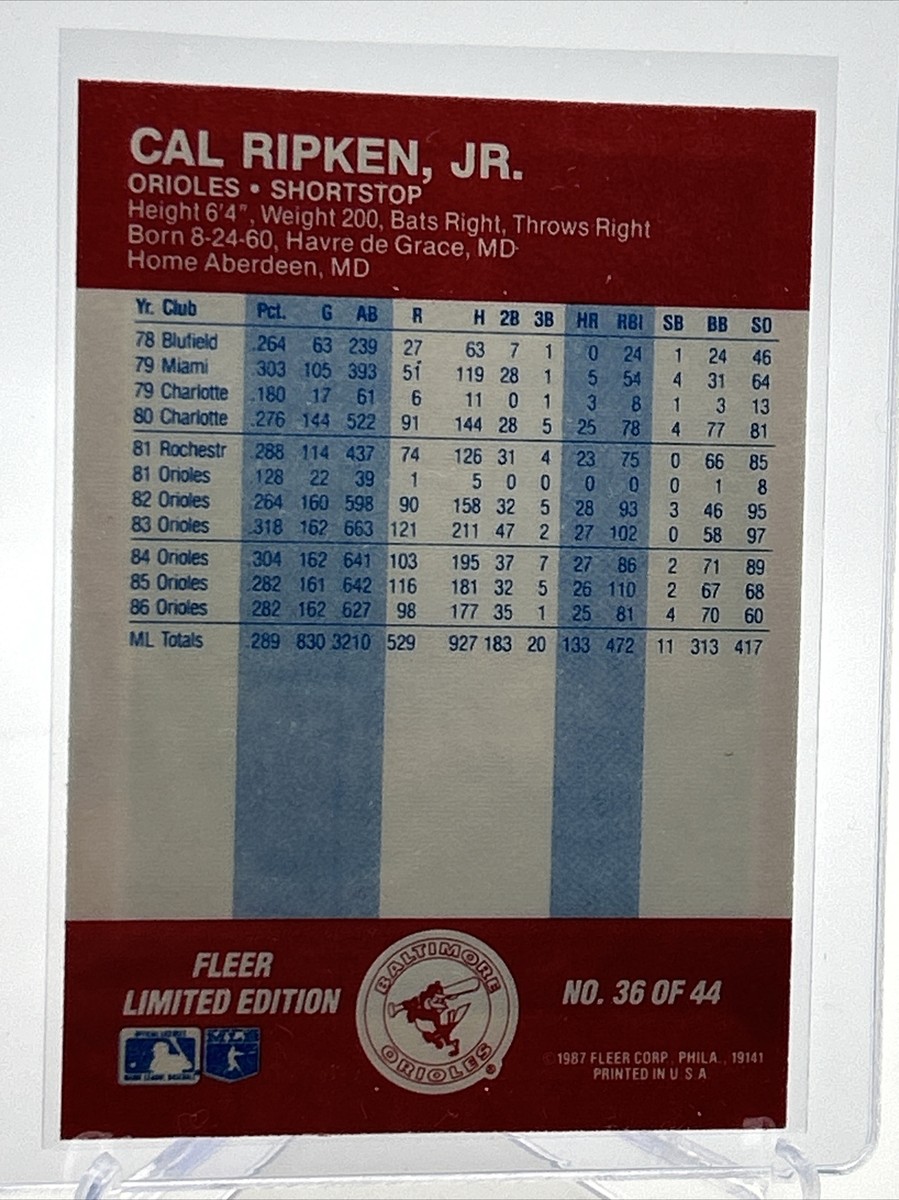 CAL RIPKEN, JR.
ORIOLES • SHORTSTOP
Height 6'4", Weight 200, Bats Right, Throws Right
Born 8-24-60, Havre de Grace, MD
Home Aberdeen, MD
Yr. Club Pct. G AB R H 2B 3B HR RBI SB BB SO
78 Blufield .264 63 239 27 63 7 1 0 24 1 24 46
79 Miami .303 105 393 51 119 28 1 5 54 4 31 64
79 Charlotte .180 17 61 6 11 0 1 3 8 1 3 13
80 Charlotte .276 144 522 91 144 28 5 25 78 4 77 81
81 Rochestr .288 114 437 74 126 31 4 23 75 0 66 85
81 Orioles .128 22 39 1 5 0 0 0 0 0 1 8
82 Orioles .264 160 598 90 158 32 5 28 93 3 46 95
83 Orioles .318 162 663 121 211 47 2 27 102 0 58 97
84 Orioles .304 162 641 103 195 37 7 27 86 2 71 89
85 Orioles .282 161 642 116 181 32 5 26 110 2 67 68
86 Orioles .282 162 627 98 177 35 1 25 81 4 70 60
ML Totals .289 830 3210 529 927 183 20 133 472 11 313 417
FLEER
LIMITED EDITION
BALTIMORE
ORIOLES
®
NO. 36 OF 44
© 1987 FLEER CORP., PHILA., 19141
PRINTED IN U.S.A.